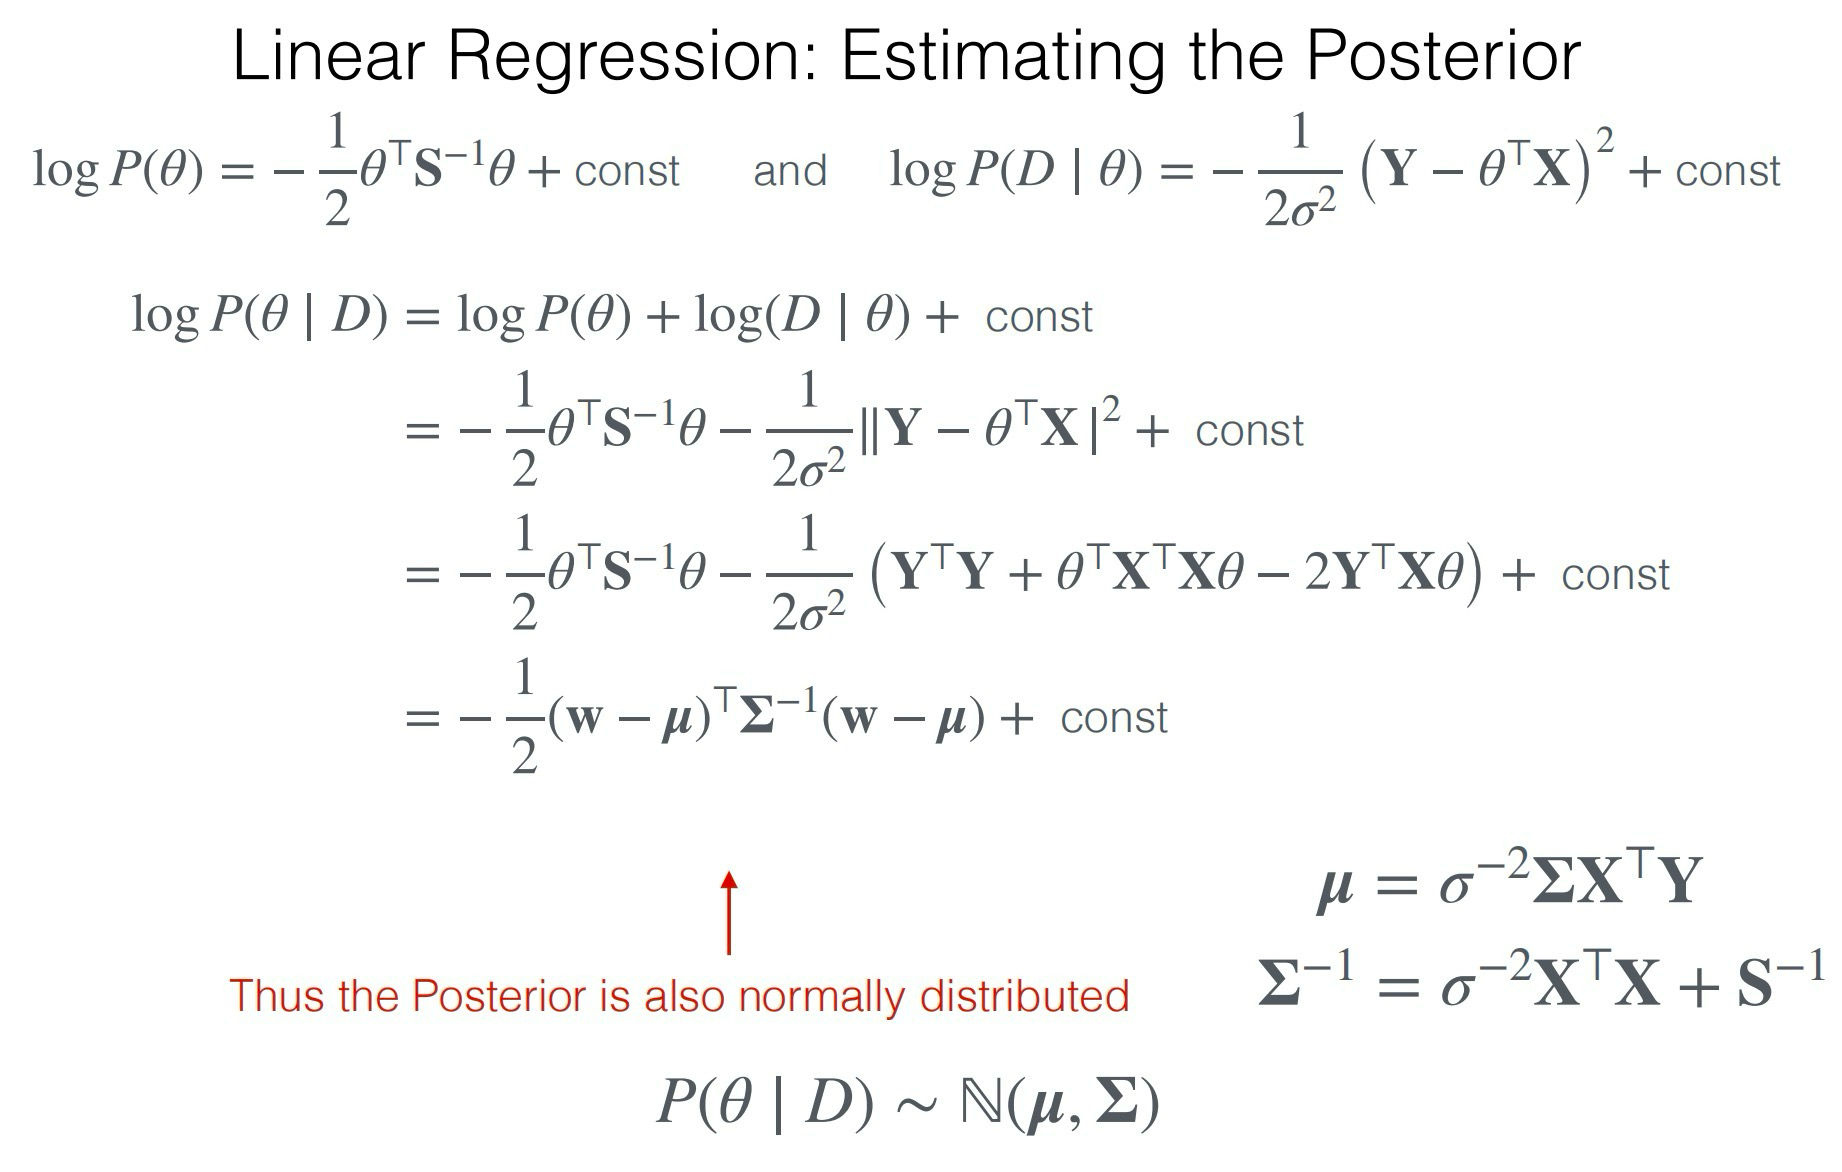 Linear Regression: Estimating the Posterior
log P(θ) = − 1/2 θ⊤S⁻¹θ + const and log P(D | θ) = − 1/2σ² (Y − θ⊤X)² + const
log P(θ | D) = log P(θ) + log(D | θ) + const
= − 1/2 θ⊤S⁻¹θ − 1/2σ² ‖Y − θ⊤X|² + const
= − 1/2 θ⊤S⁻¹θ − 1/2σ² (Y⊤Y + θ⊤X⊤Xθ − 2Y⊤Xθ) + const
= − 1/2 (w − μ)⊤Σ⁻¹(w − μ) + const
μ = σ⁻²ΣX⊤Y
Σ⁻¹ = σ⁻²X⊤X + S⁻¹
Thus the Posterior is also normally distributed
P(θ | D) ∼ ℕ(μ, Σ)